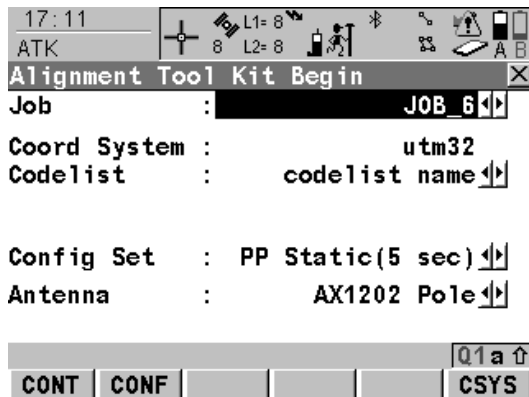 17:11
ATK
8 L1= 8
L2= 8
A B
Alignment Tool Kit Begin
Job : JOB_6
Coord System : utm32
Codelist : codelist name
Config Set : PP Static(5 sec)
Antenna : AX1202 Pole
Q1 a ⇧
CONT CONF CSYS